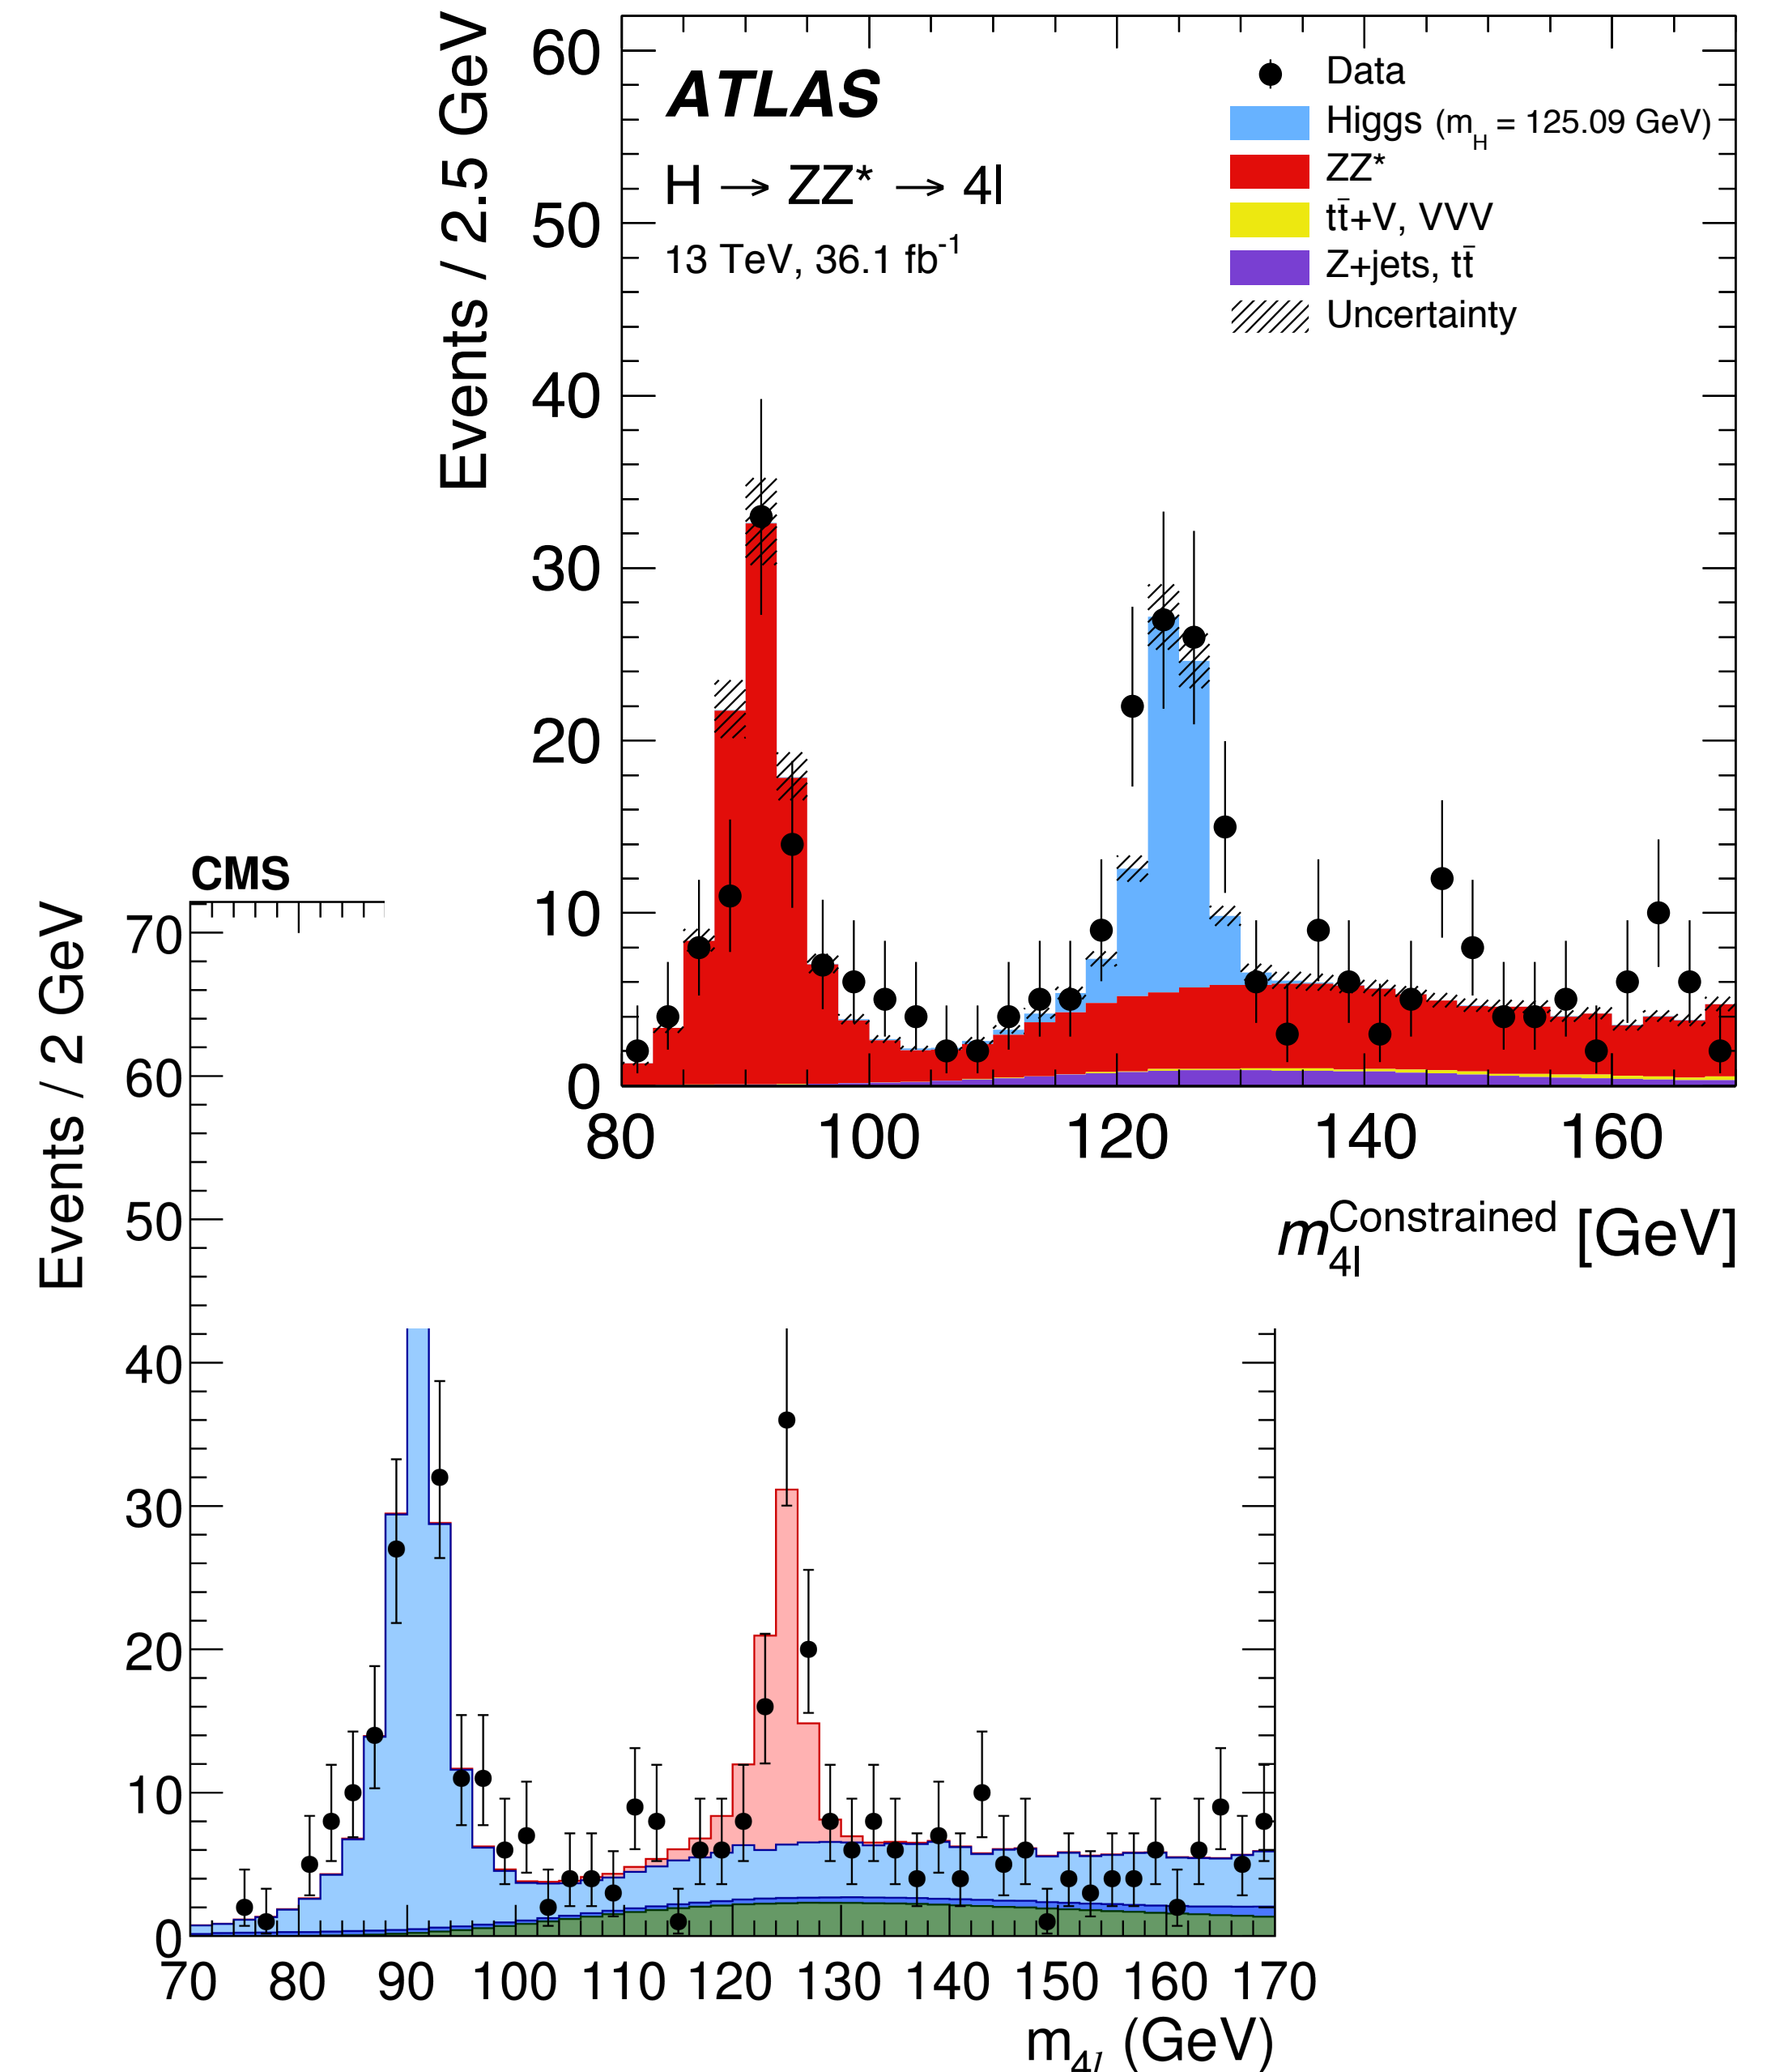 Events / 2.5 GeV
60
50
40
30
20
10
0
ATLAS
H → ZZ* → 4l
13 TeV, 36.1 fb-1
Data
Higgs (mH = 125.09 GeV)
ZZ*
tt̄+V, VVV
Z+jets, tt̄
Uncertainty
80 100 120 140 160
m4l Constrained [GeV]
CMS
Events / 2 GeV
70
60
50
40
30
20
10
0
70 80 90 100 110 120 130 140 150 160 170
m4l (GeV)